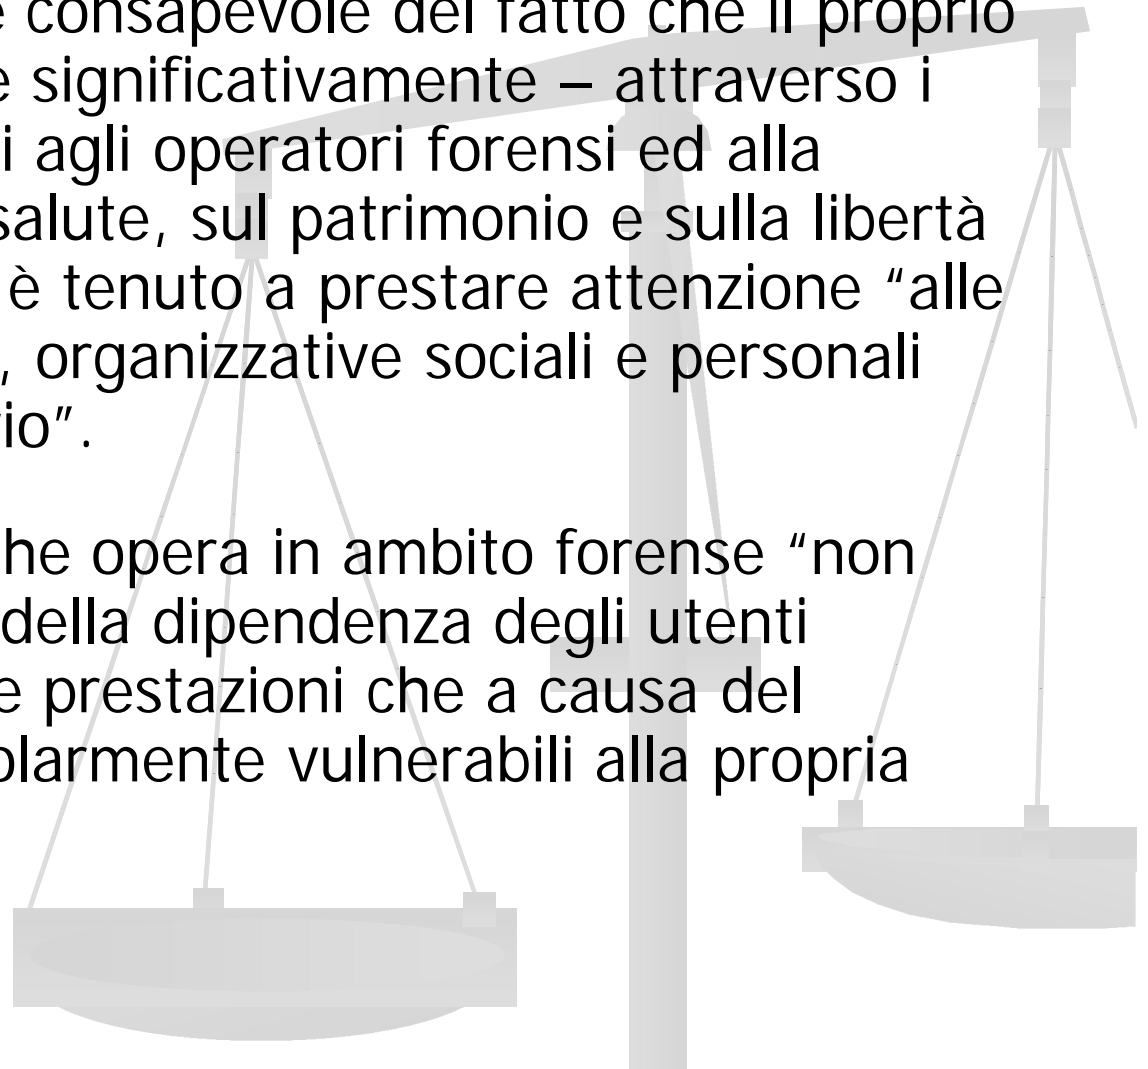 e consapevole del fatto che il proprio
e significativamente – attraverso i
i agli operatori forensi ed alla
salute, sul patrimonio e sulla libertà
è tenuto a prestare attenzione “alle
, organizzative sociali e personali
io”.
he opera in ambito forense “non
della dipendenza degli utenti
e prestazioni che a causa del
olarmente vulnerabili alla propria